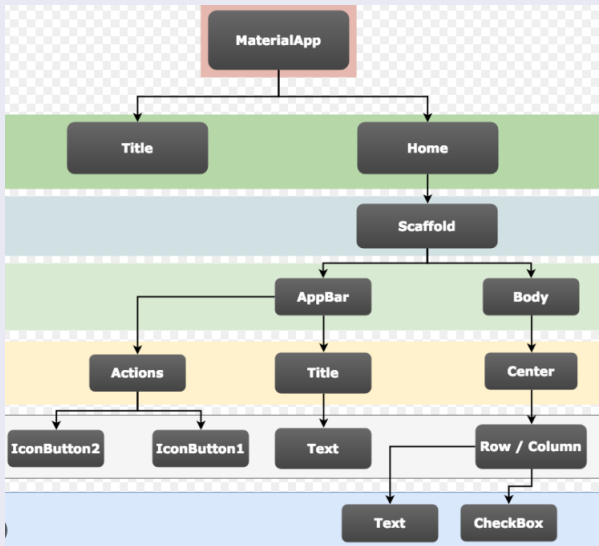 MaterialApp
Title
Home
Scaffold
AppBar
Body
Actions
Title
Center
IconButton2
IconButton1
Text
Row / Column
Text
CheckBox